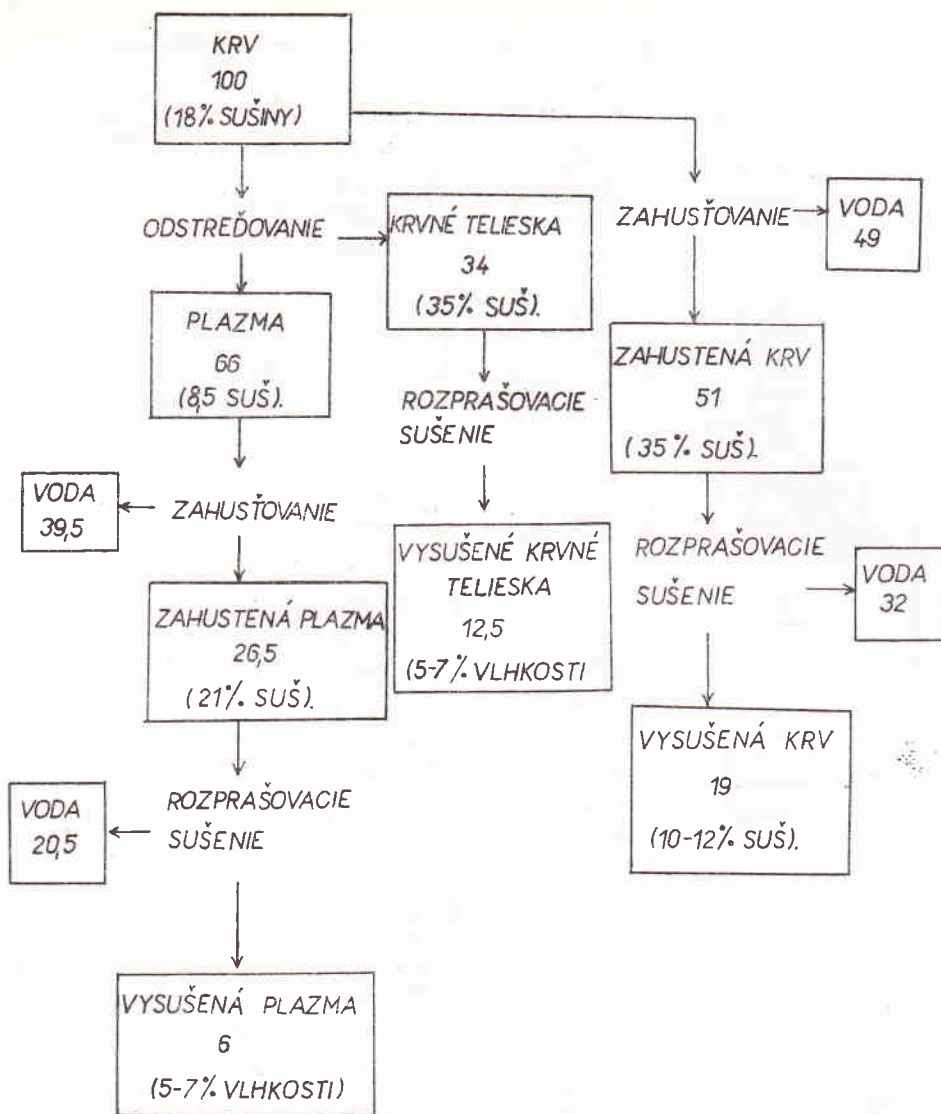 KRV
100
(18% SUŠINY)
ODSTREĎOVANIE
KRVNÉ TELIESKA
34
(35% SUŠ).
ZAHUSŤOVANIE
VODA
49
PLAZMA
66
(8,5 SUŠ).
ROZPRAŠOVACIE
SUŠENIE
ZAHUSTENÁ KRV
51
(35% SUŠ).
VODA
39,5
ZAHUSŤOVANIE
VYSUŠENÉ KRVNÉ
TELIESKA
12,5
(5-7% VLHKOSTI
ROZPRAŠOVACIE
SUŠENIE
VODA
32
ZAHUSTENÁ PLAZMA
26,5
(21% SUŠ).
VYSUŠENÁ KRV
19
(10-12% SUŠ).
VODA
20,5
ROZPRAŠOVACIE
SUŠENIE
VYSUŠENÁ PLAZMA
6
(5-7% VLHKOSTI)